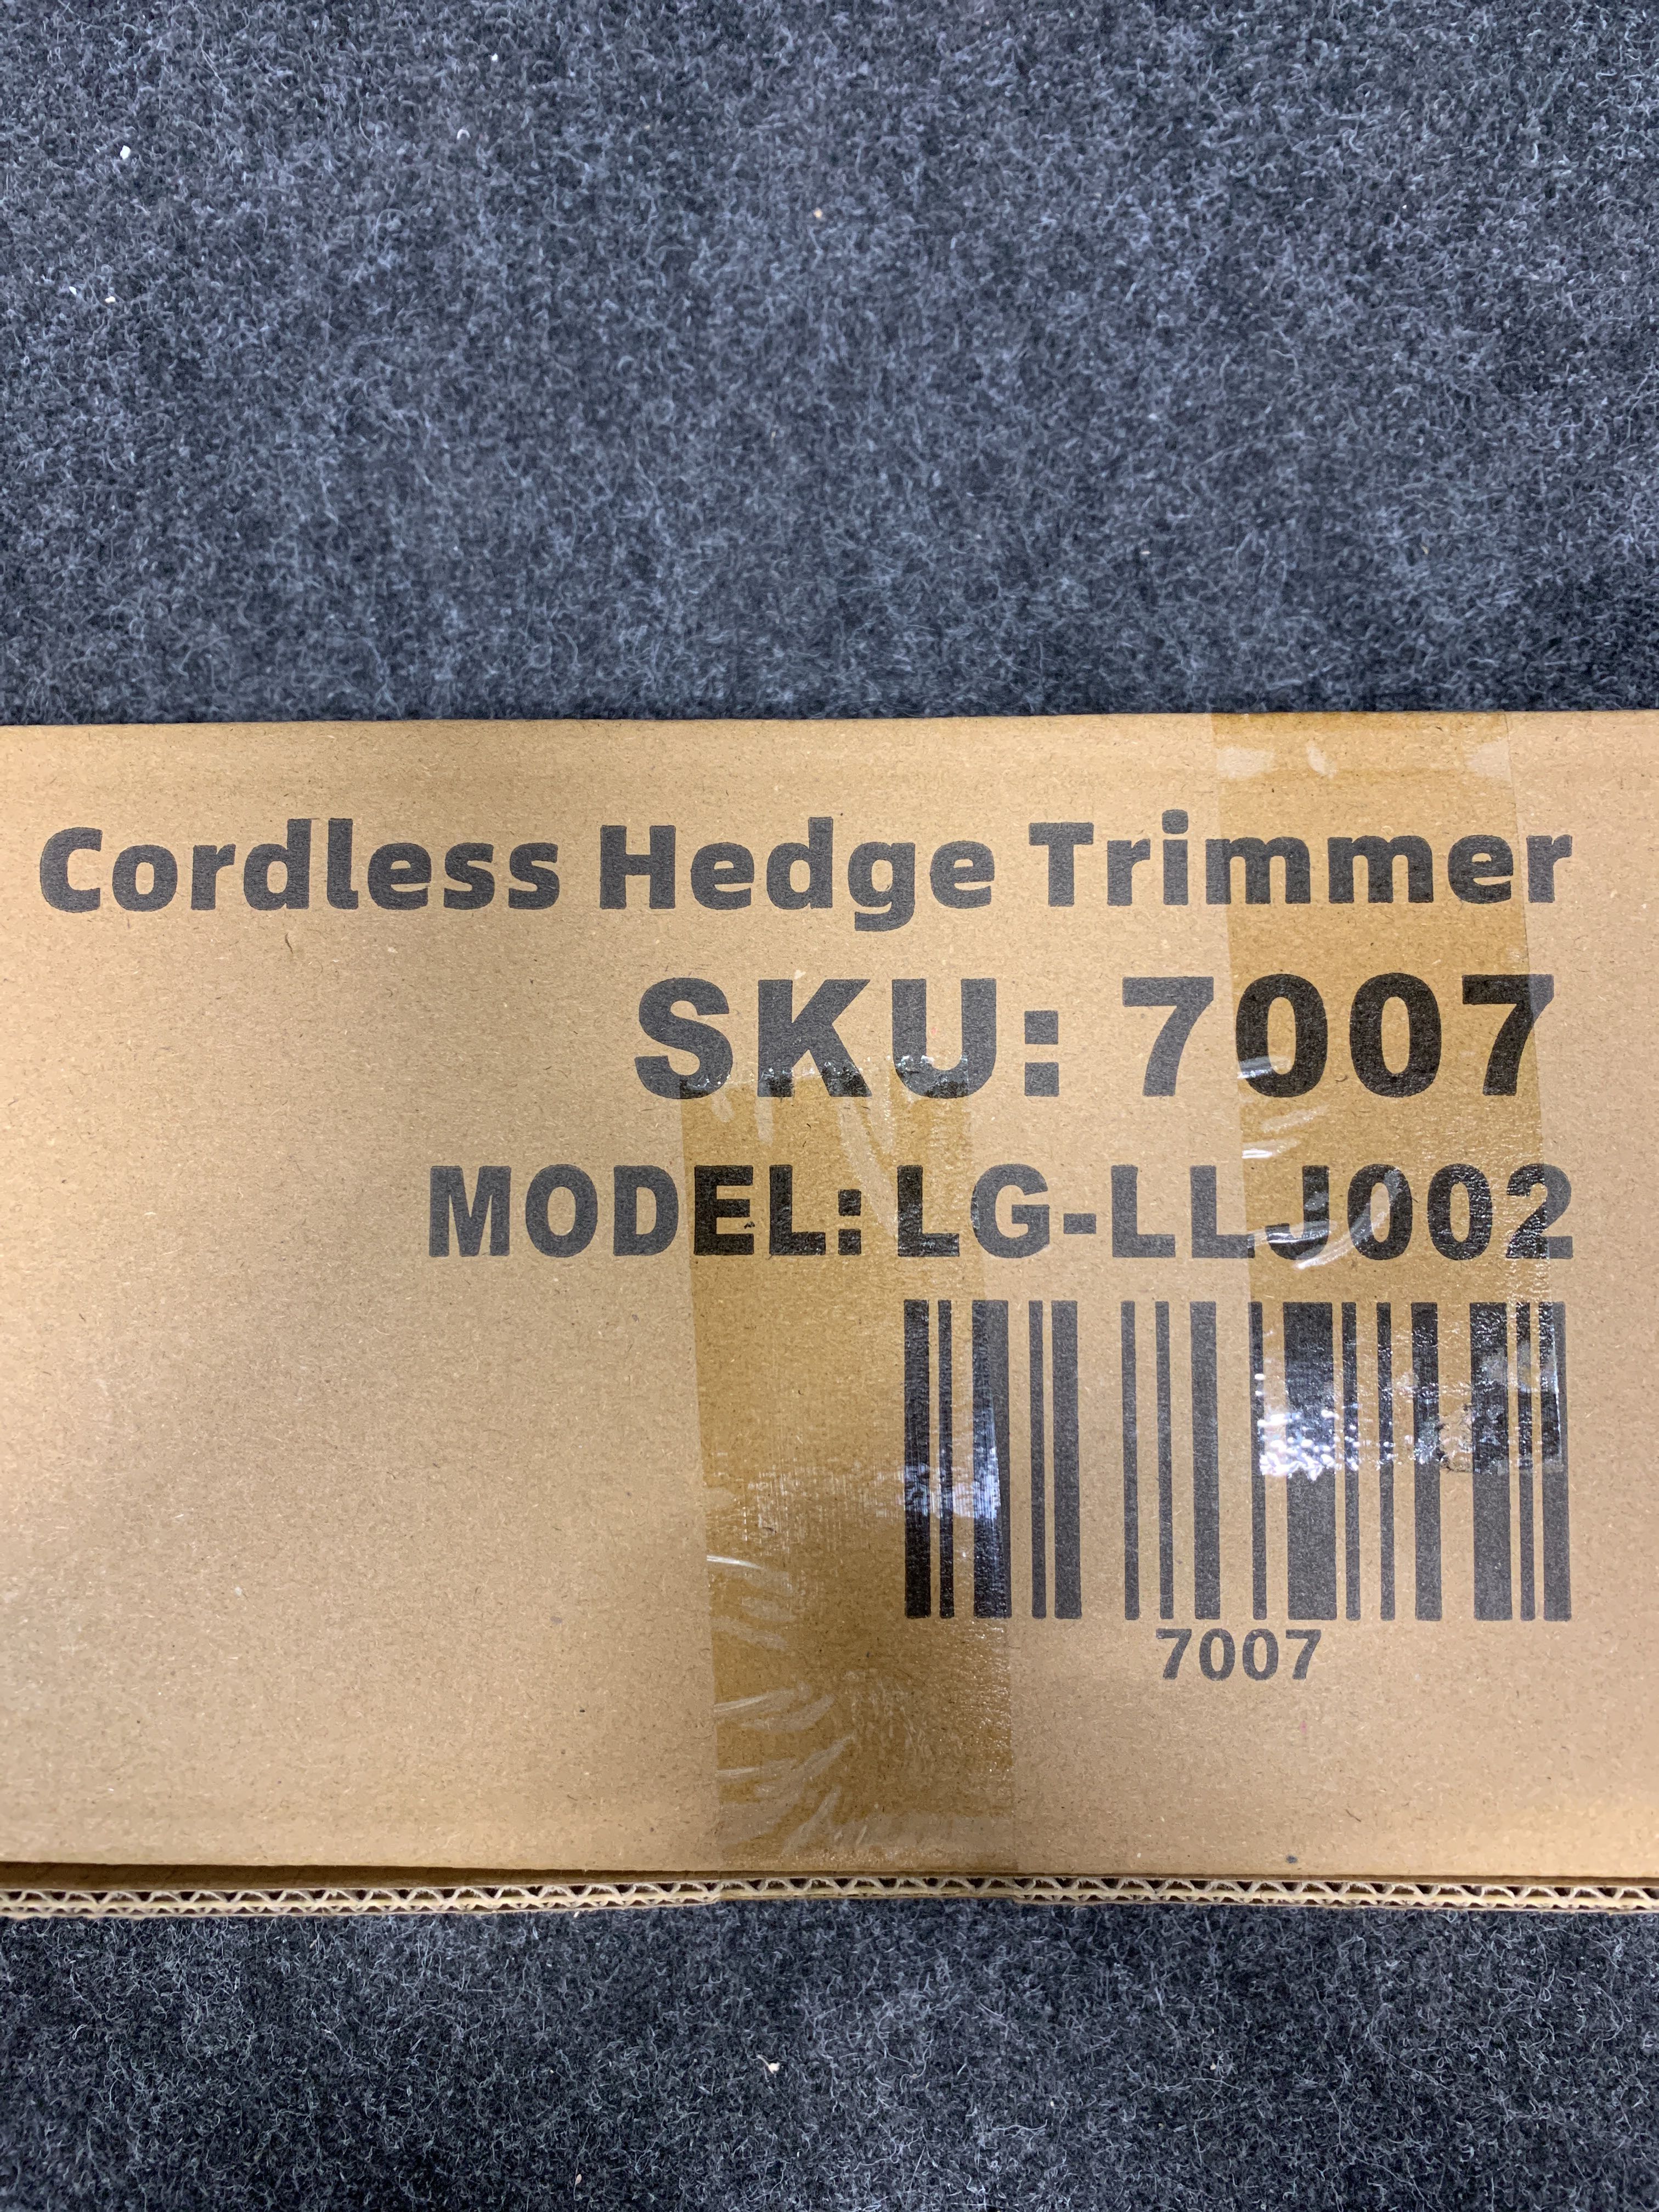 Cordless Hedge Trimmer
SKU: 7007
MODEL: LG-LLJ002
7007